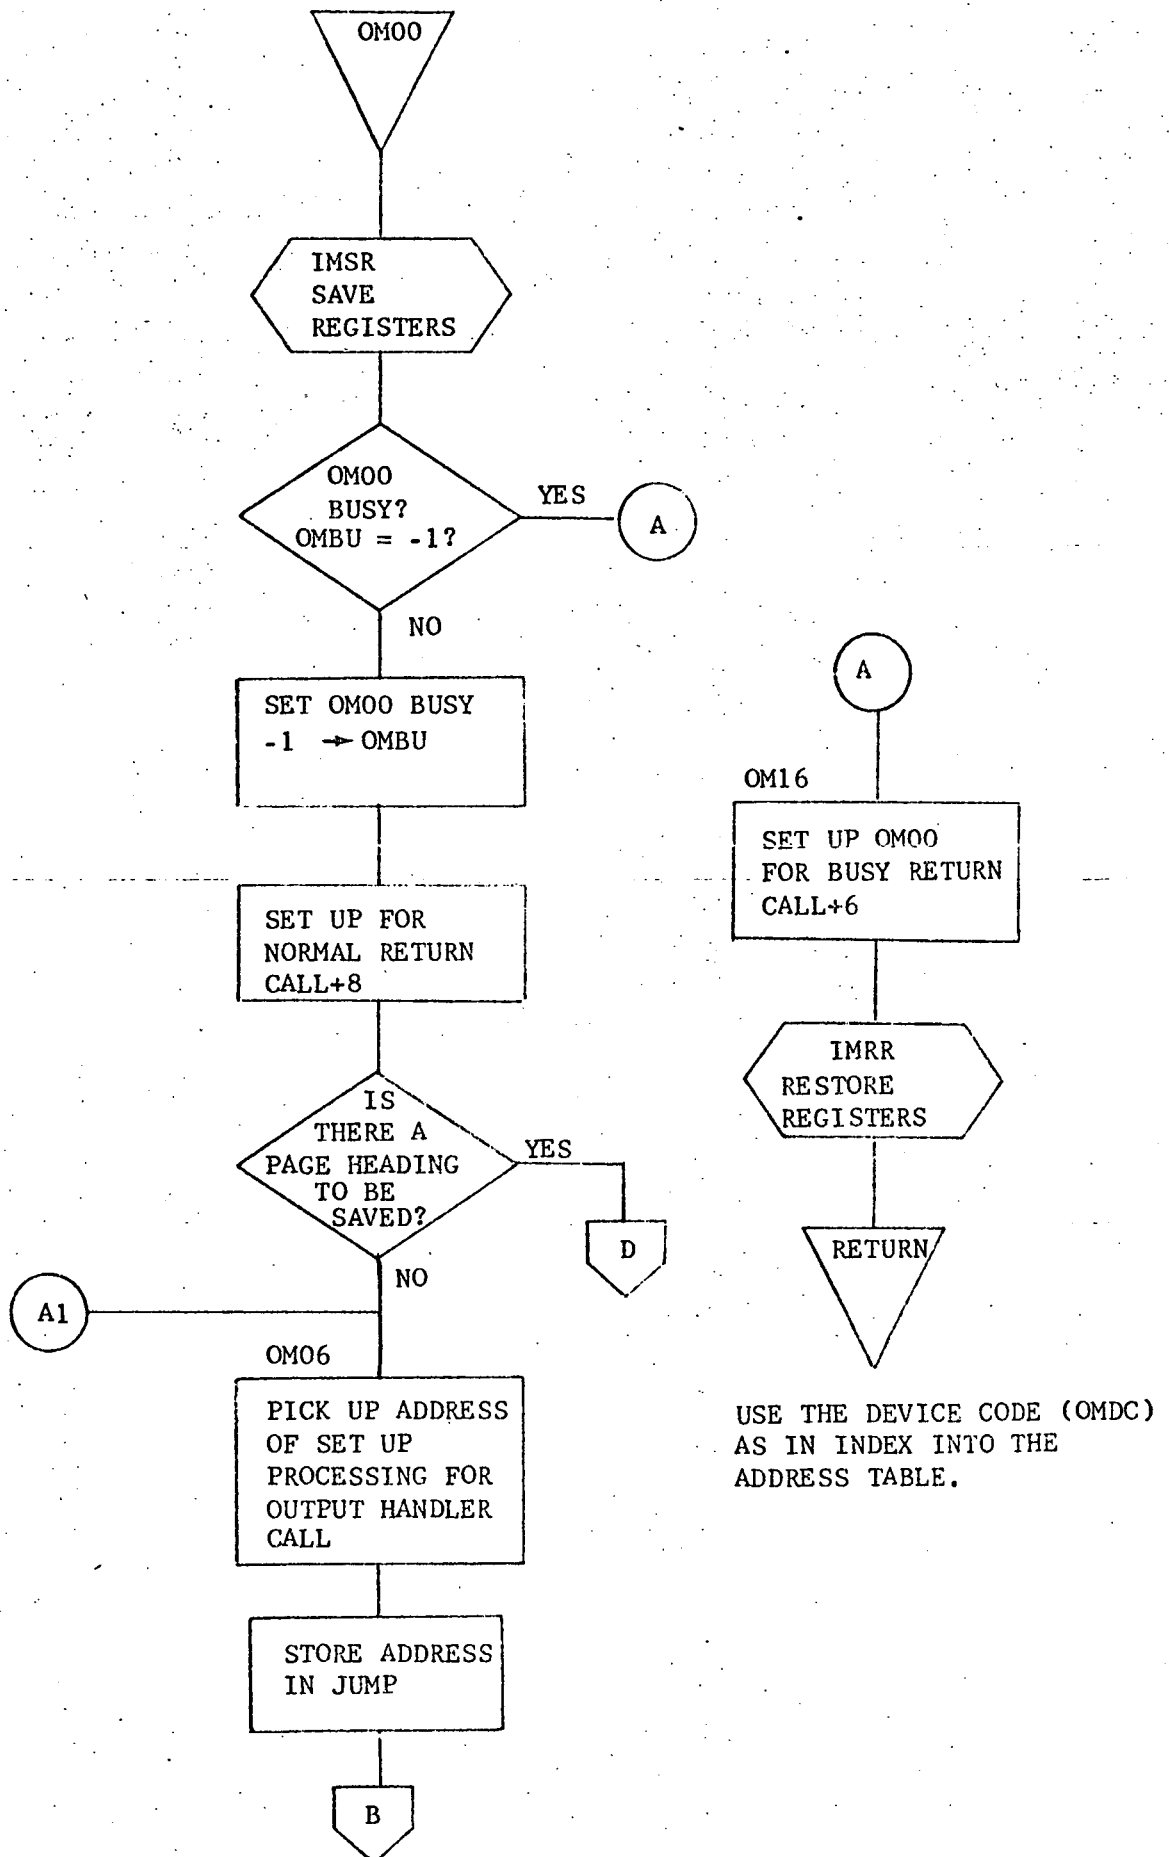 OM00
IMSR
SAVE
REGISTERS
OM00
BUSY?
OMBU = -1?
YES
A
NO
SET OM00 BUSY
-1 → OMBU
SET UP FOR
NORMAL RETURN
CALL+8
IS
THERE A
PAGE HEADING
TO BE
SAVED?
YES
D
NO
A1
OM06
PICK UP ADDRESS
OF SET UP
PROCESSING FOR
OUTPUT HANDLER
CALL
STORE ADDRESS
IN JUMP
B
A
OM16
SET UP OM00
FOR BUSY RETURN
CALL+6
IMRR
RESTORE
REGISTERS
RETURN
USE THE DEVICE CODE (OMDC)
AS IN INDEX INTO THE
ADDRESS TABLE.